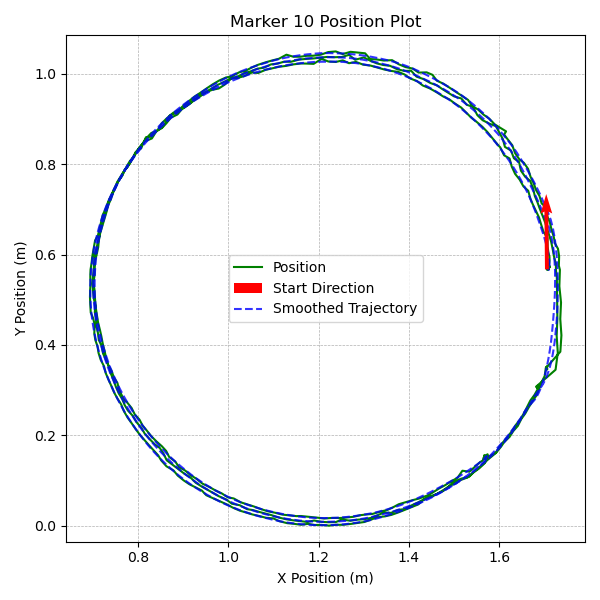 Marker 10 Position Plot
Y Position (m)
1.0
0.8
0.6
0.4
0.2
0.0
Position
Start Direction
Smoothed Trajectory
0.8 1.0 1.2 1.4 1.6
X Position (m)